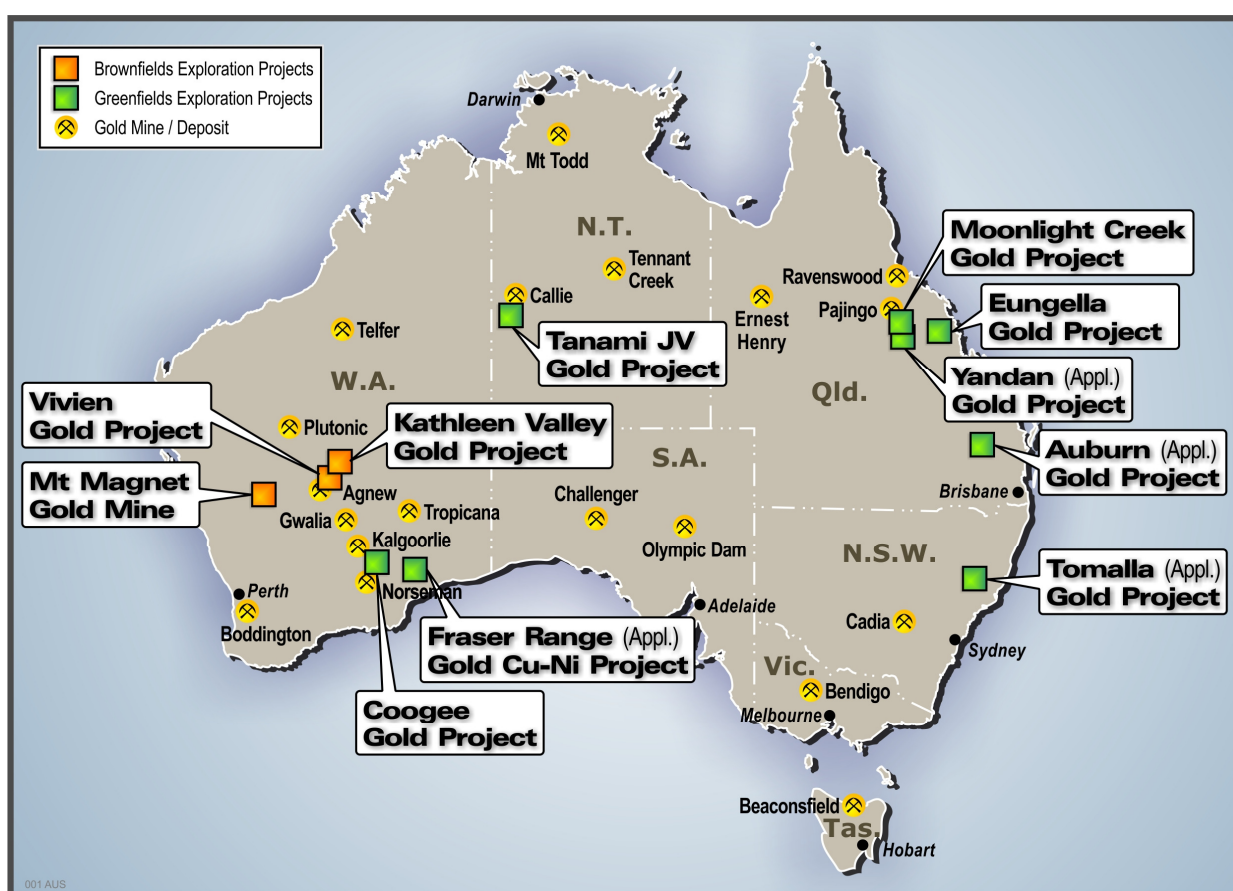 Brownfields Exploration Projects
Greenfields Exploration Projects
Gold Mine / Deposit
Darwin
Mt Todd
N.T.
Tennant
Creek
Callie
Tanami JV
Gold Project
Telfer
W.A.
Vivien
Gold Project
Plutonic
Kathleen Valley
Gold Project
Mt Magnet
Gold Mine
Agnew
Gwalia
Tropicana
Kalgoorlie
Norseman
Perth
Boddington
Fraser Range (Appl.)
Gold Cu-Ni Project
Coogee
Gold Project
S.A.
Challenger
Olympic Dam
Adelaide
Moonlight Creek
Gold Project
Ravenswood
Pajingo
Ernest
Henry
Eungella
Gold Project
Yandan (Appl.)
Gold Project
Qld.
Auburn (Appl.)
Gold Project
Brisbane
N.S.W.
Tomalla (Appl.)
Gold Project
Cadia
Sydney
Vic.
Bendigo
Melbourne
Beaconsfield
Tas.
Hobart
001 AUS